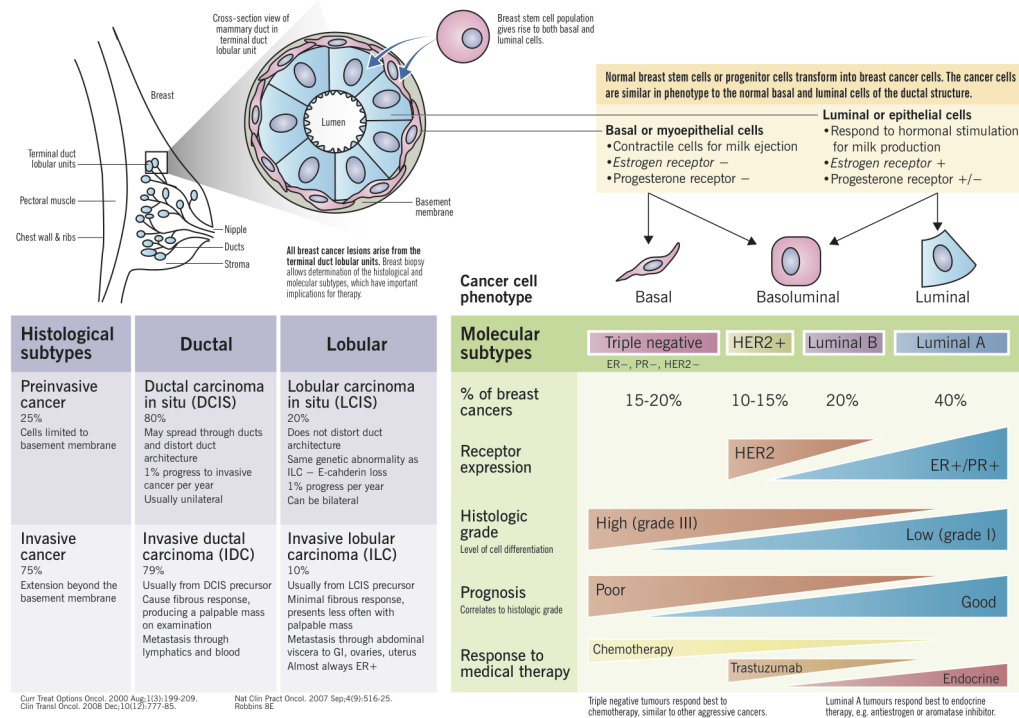 Cross-section view of
mammary duct in
terminal duct
lobular unit
Breast stem cell population
gives rise to both basal and
luminal cells.
Breast
Lumen
Terminal duct
lobular units
Pectoral muscle
Chest wall & ribs
Nipple
Ducts
Stroma
Basement
membrane
All breast cancer lesions arise from the
terminal duct lobular units. Breast biopsy
allows determination of the histological and
molecular subtypes, which have important
implications for therapy.
Normal breast stem cells or progenitor cells transform into breast cancer cells. The cancer cells
are similar in phenotype to the normal basal and luminal cells of the ductal structure.
Basal or myoepithelial cells
•Contractile cells for milk ejection
•Estrogen receptor −
•Progesterone receptor −
Luminal or epithelial cells
•Respond to hormonal stimulation
for milk production
•Estrogen receptor +
•Progesterone receptor +/−
Cancer cell
phenotype
Basal
Basoluminal
Luminal
Histological
subtypes
Ductal
Lobular
Preinvasive
cancer
25%
Cells limited to
basement membrane
Ductal carcinoma
in situ (DCIS)
80%
May spread through ducts
and distort duct
architecture
1% progress to invasive
cancer per year
Usually unilateral
Lobular carcinoma
in situ (LCIS)
20%
Does not distort duct
architecture
Same genetic abnormality as
ILC − E-cahderin loss
1% progress per year
Can be bilateral
Invasive
cancer
75%
Extension beyond the
basement membrane
Invasive ductal
carcinoma (IDC)
79%
Usually from DCIS precursor
Cause fibrous response,
producing a palpable mass
on examination
Metastasis through
lymphatics and blood
Invasive lobular
carcinoma (ILC)
10%
Usually from LCIS precursor
Minimal fibrous response,
presents less often with
palpable mass
Metastasis through abdominal
viscera to GI, ovaries, uterus
Almost always ER+
Curr Treat Options Oncol. 2000 Aug;1(3):199-209.
Clin Transl Oncol. 2008 Dec;10(12):777-85.
Nat Clin Pract Oncol. 2007 Sep;4(9):516-25.
Robbins 8E
Molecular
subtypes
Triple negative
ER−, PR−, HER2−
HER2+
Luminal B
Luminal A
% of breast
cancers
15-20%
10-15%
20%
40%
Receptor
expression
HER2
ER+/PR+
Histologic
grade
Level of cell differentiation
High (grade III)
Low (grade I)
Prognosis
Correlates to histologic grade
Poor
Good
Response to
medical therapy
Chemotherapy
Trastuzumab
Endocrine
Triple negative tumours respond best to
chemotherapy, similar to other aggressive cancers.
Luminal A tumours respond best to endocrine
therapy, e.g. antiestrogen or aromatase inhibitor.